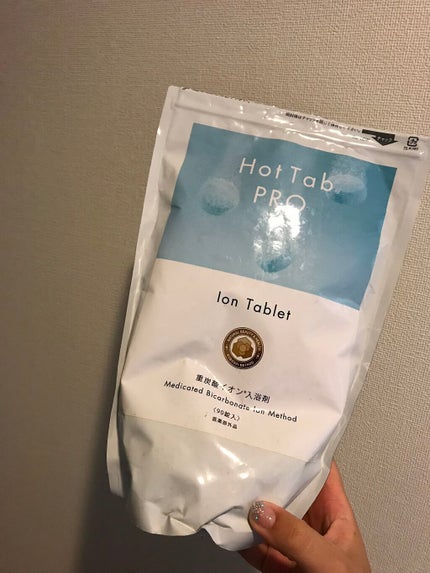 Hot Tab
PRO
Ion Tablet
重炭酸イオン*入浴剤
Medicated Bicarbonate Ion Method
(90錠入)
医薬部外品